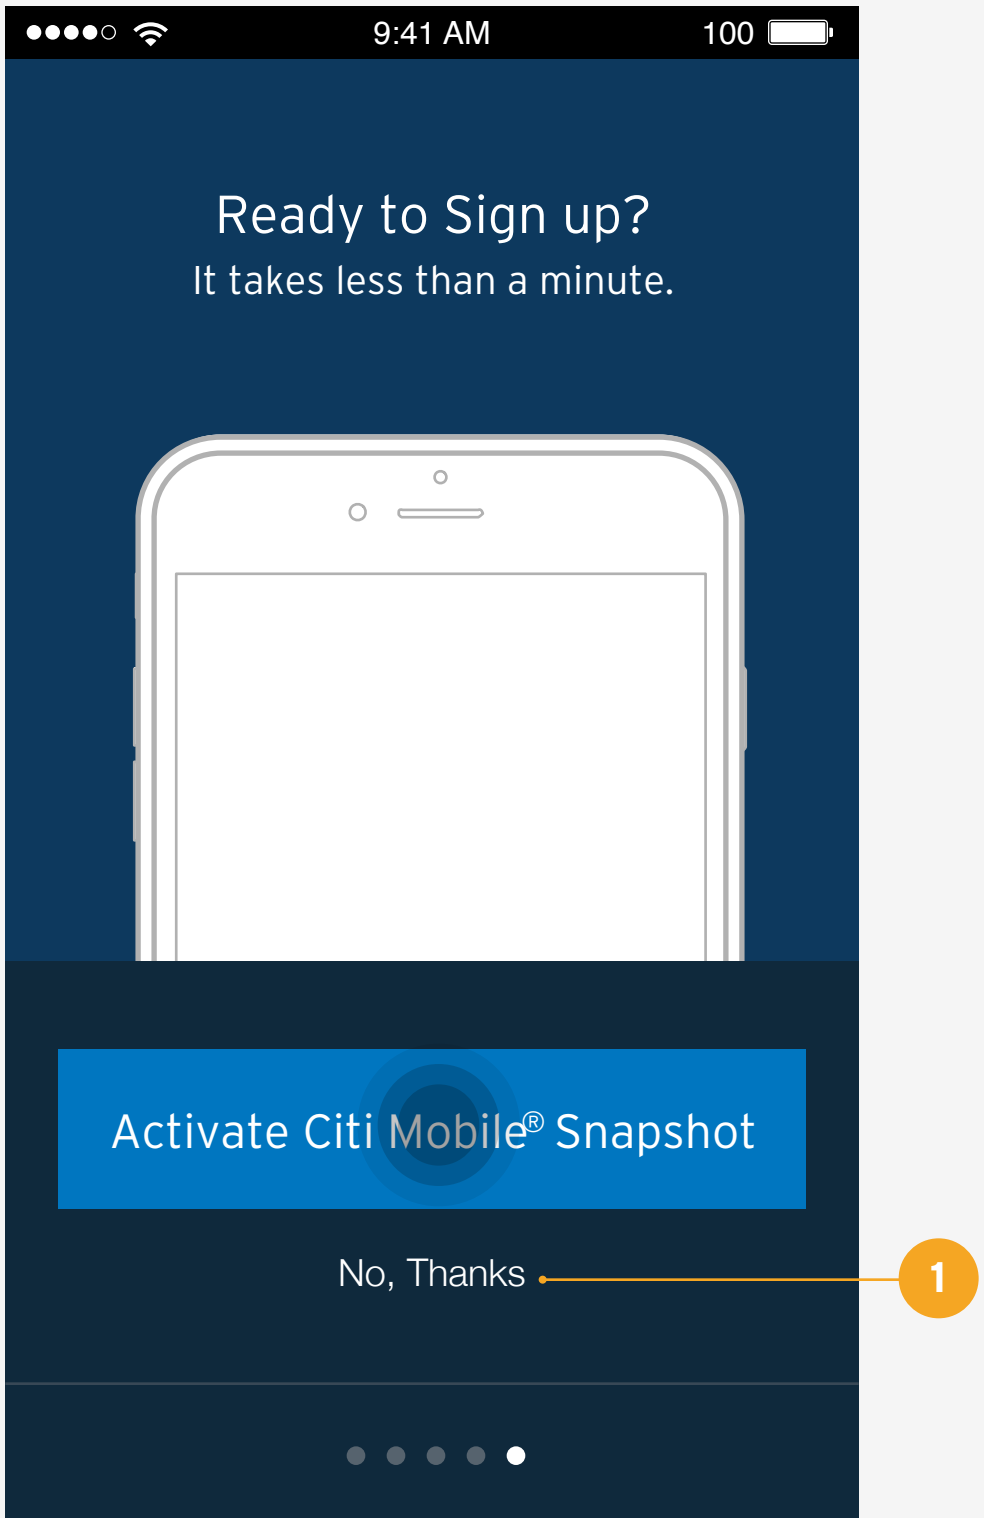 9:41 AM 100
Ready to Sign up?
It takes less than a minute.
Activate Citi Mobile® Snapshot
No, Thanks
1